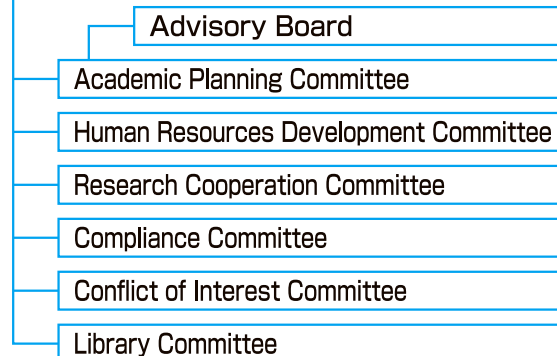 Advisory Board
Academic Planning Committee
Human Resources Development Committee
Research Cooperation Committee
Compliance Committee
Conflict of Interest Committee
Library Committee